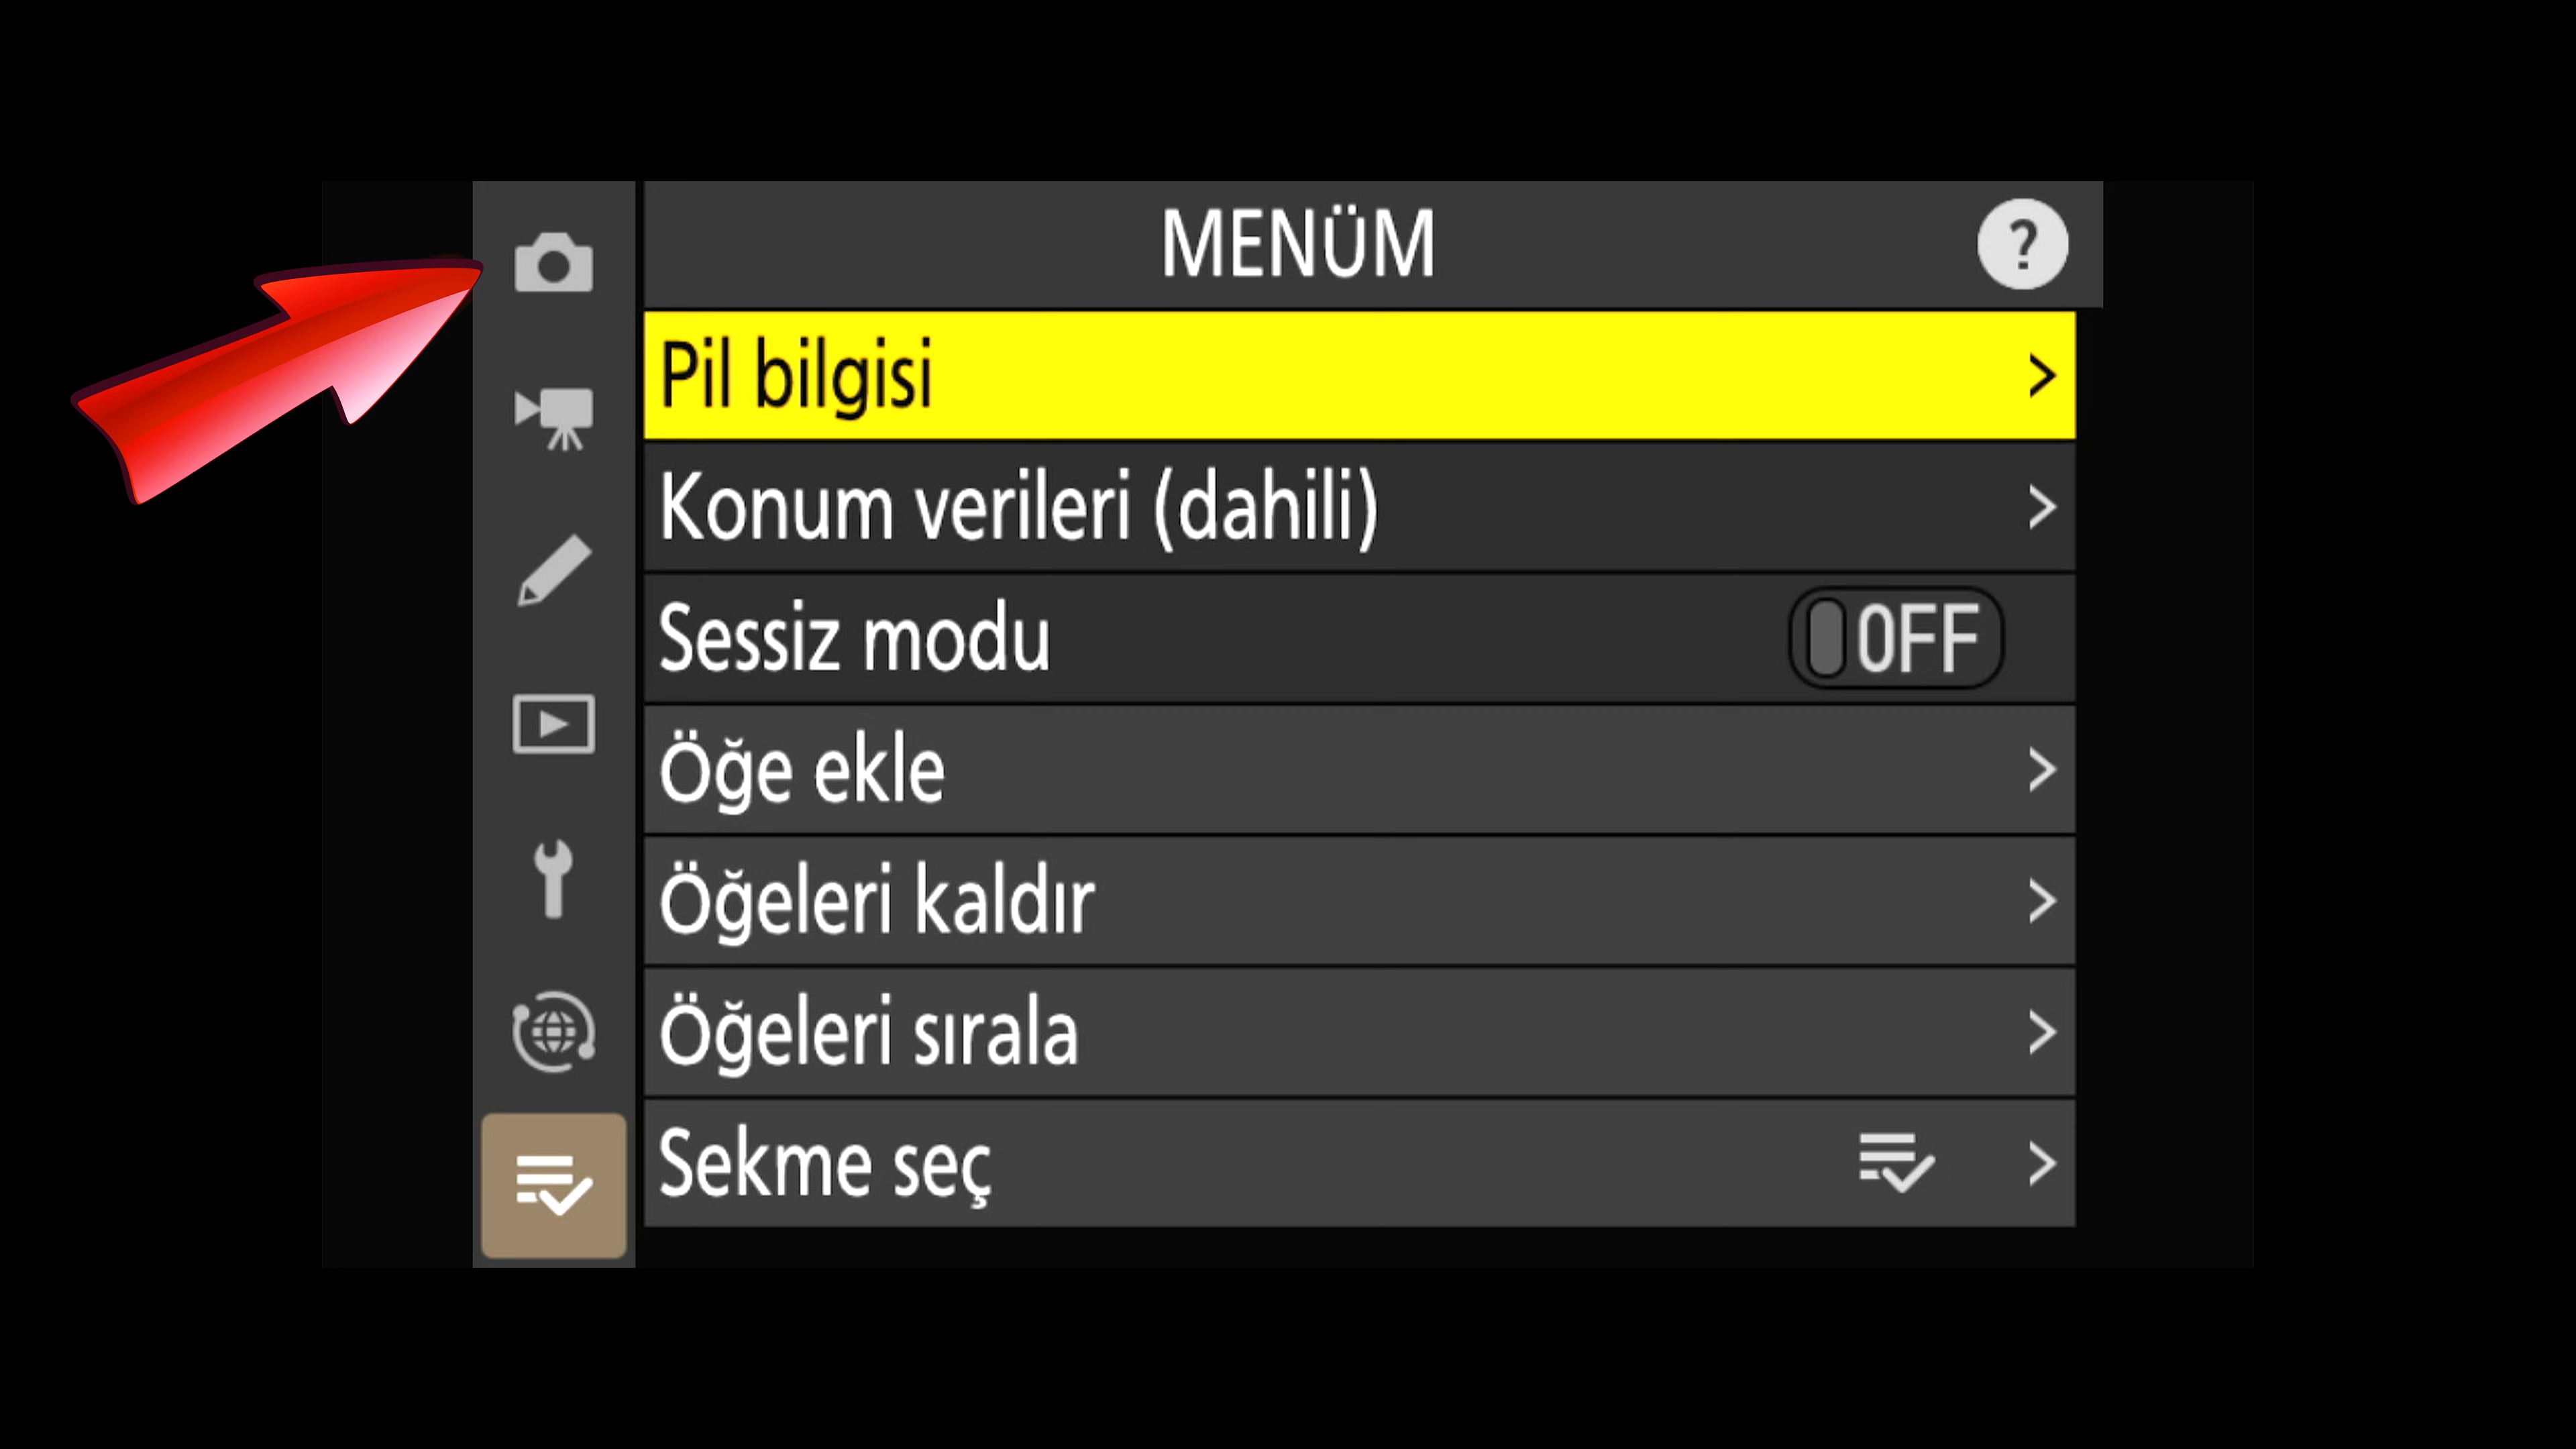 MENÜM
?
Pil bilgisi
Konum verileri (dahili)
Sessiz modu OFF
Öğe ekle
Öğeleri kaldır
Öğeleri sırala
Sekme seç